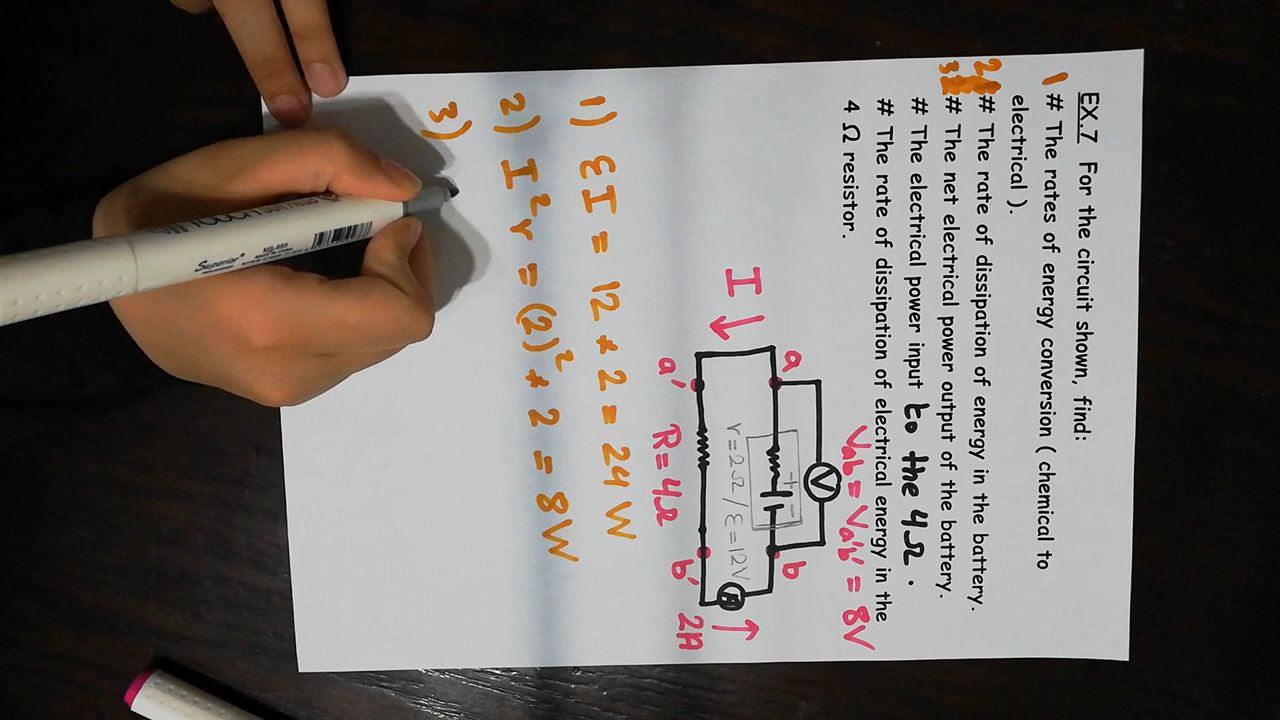 EX.7 For the circuit shown, find:
1 # The rates of energy conversion ( chemical to
electrical ).
2 # The rate of dissipation of energy in the battery.
3 # The net electrical power output of the battery.
# The electrical power input to the 4Ω.
# The rate of dissipation of electrical energy in the
4 Ω resistor.
Vab = Va'b' = 8V
V
a
b
+ -
r=2Ω / ε=12V
I ↓
↑
A
2A
a'
b'
R=4Ω
1) εI = 12 * 2 = 24 W
2) I²r = (2)² * 2 = 8W
3)
Superior
MS-888